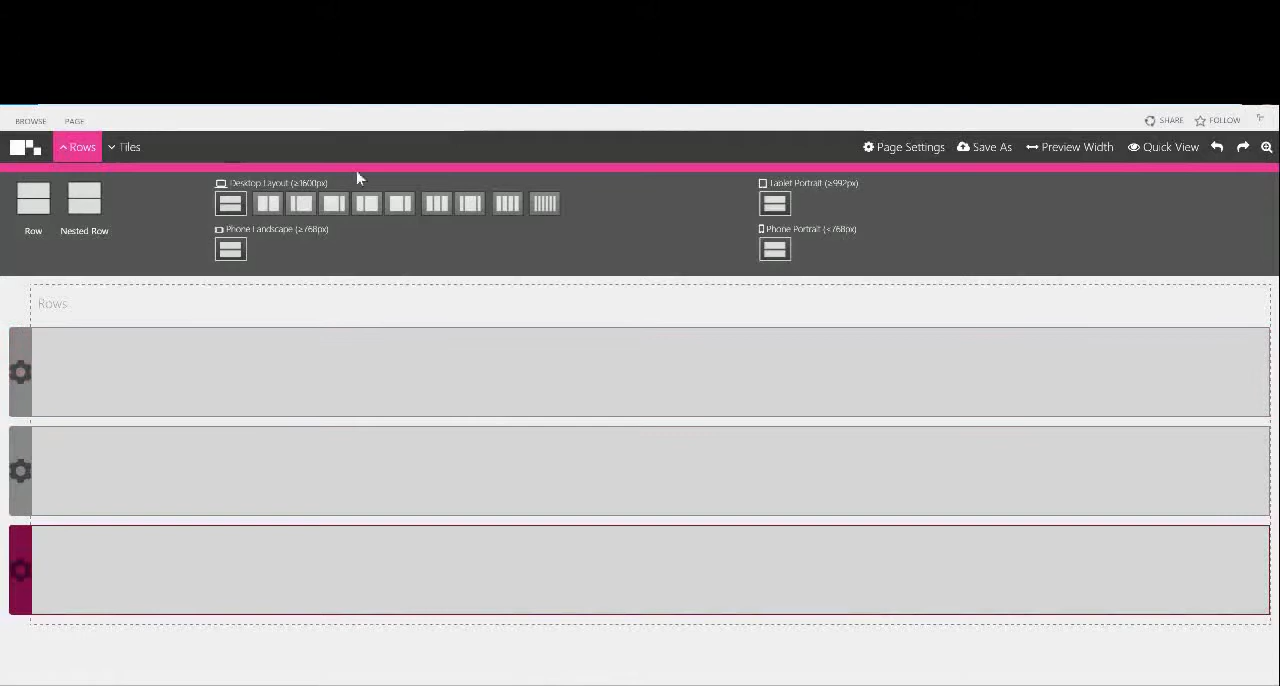 BROWSE PAGE SHARE FOLLOW
Rows Tiles Page Settings Save As Preview Width Quick View
Desktop Layout (≥1600px) Tablet Portrait (≥992px)
Row Nested Row
Phone Landscape (≥768px) Phone Portrait (<768px)
Rows